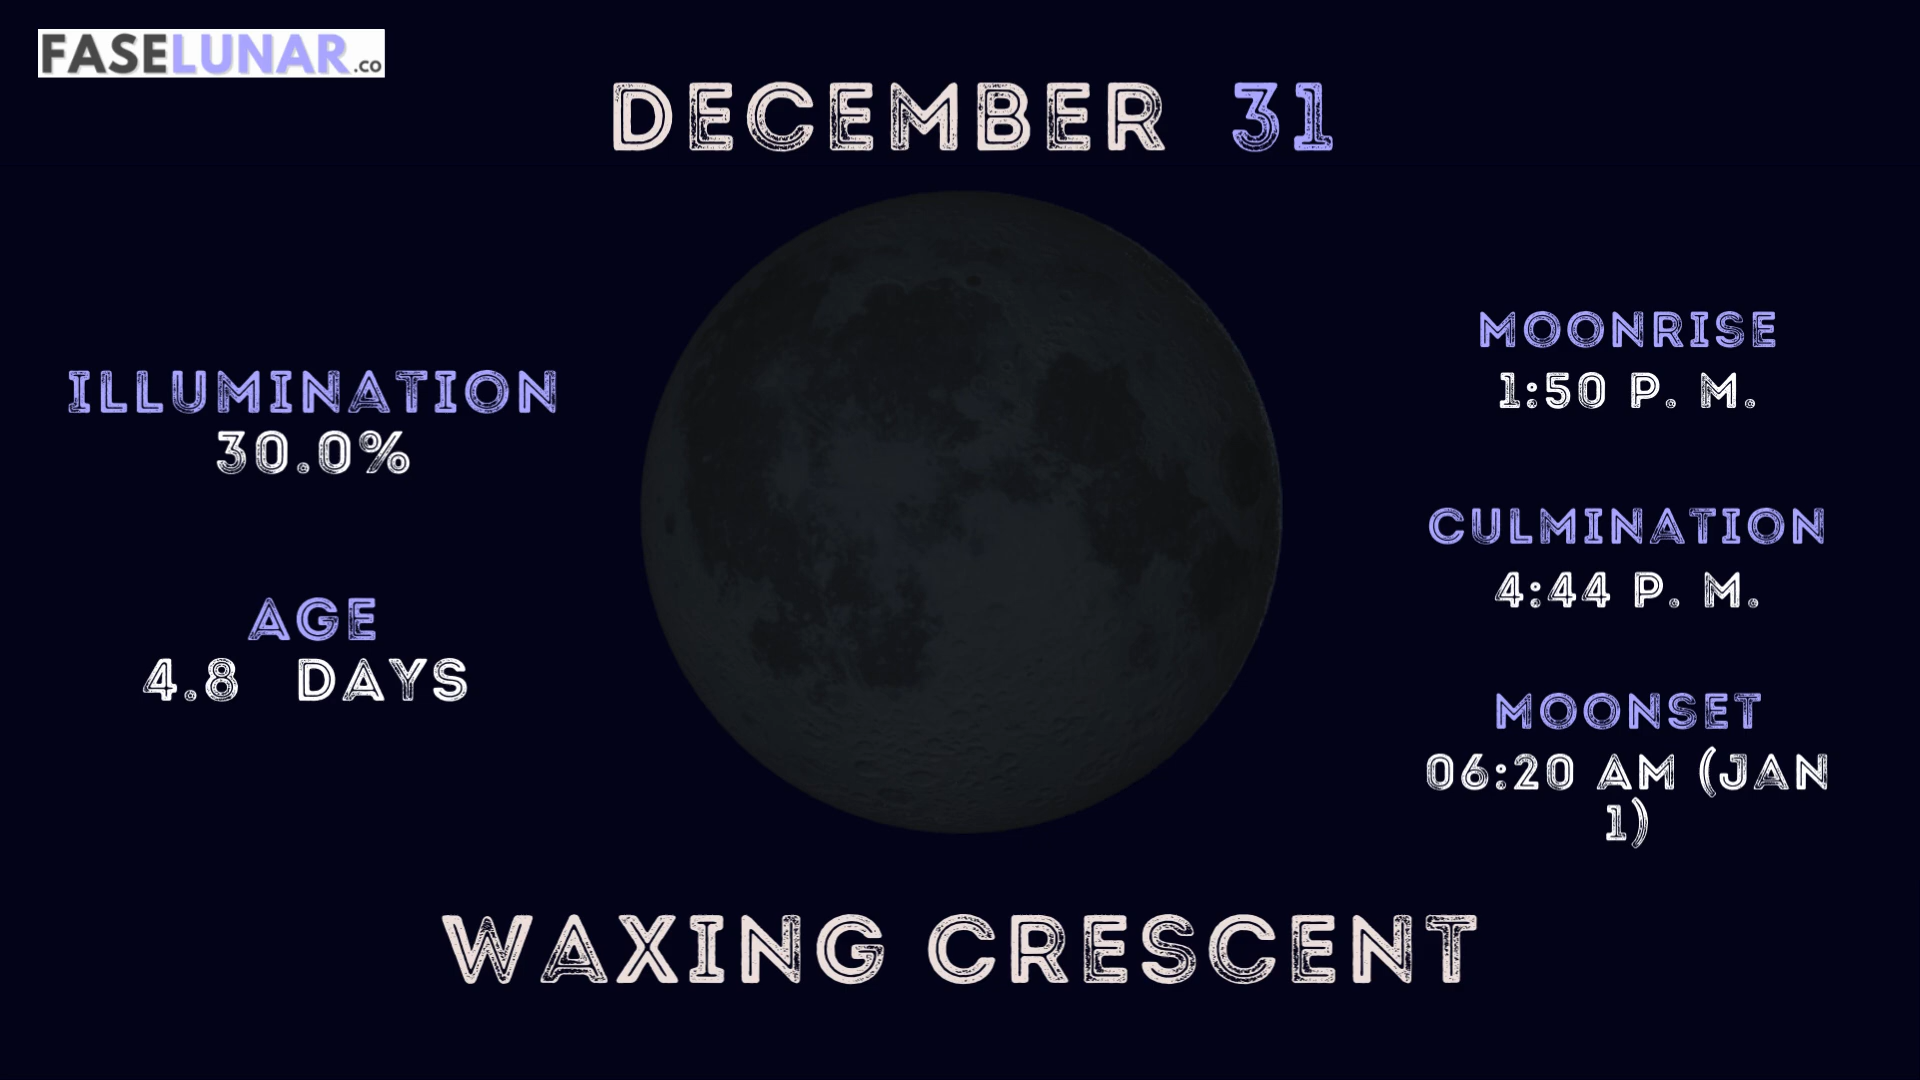 FASELUNAR.co
DECEMBER 31
ILLUMINATION
30.0%
AGE
4.8 DAYS
MOONRISE
1:50 P. M.
CULMINATION
4:44 P. M.
MOONSET
06:20 AM (JAN
1)
WAXING CRESCENT